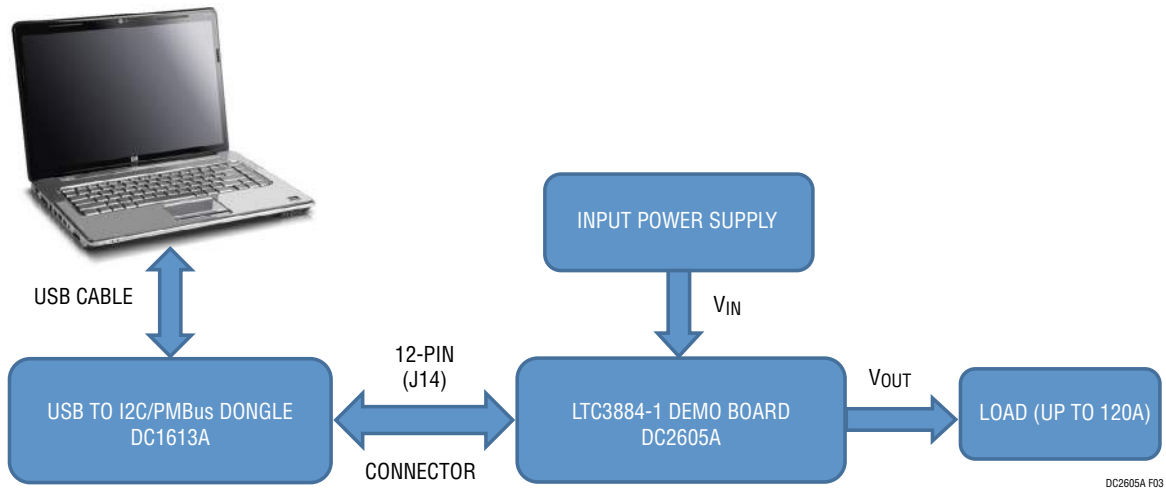 INPUT POWER SUPPLY
USB CABLE
VIN
12-PIN
(J14)
VOUT
USB TO I2C/PMBus DONGLE
DC1613A
LTC3884-1 DEMO BOARD
DC2605A
LOAD (UP TO 120A)
CONNECTOR
DC2605A F03